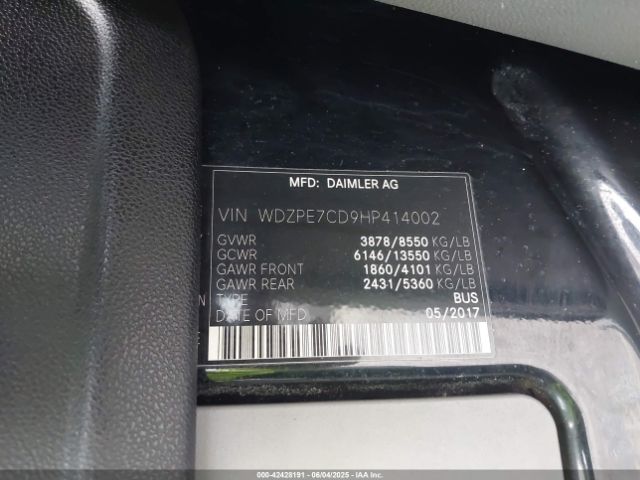 MFD: DAIMLER AG
VIN WDZPE7CD9HP414002
GVWR 3878/8550 KG/LB
GCWR 6146/13550 KG/LB
GAWR FRONT 1860/4101 KG/LB
GAWR REAR 2431/5360 KG/LB
TYPE BUS
DATE OF MFD 05/2017
000-42428191 - 06/04/2025 - IAAI Corp